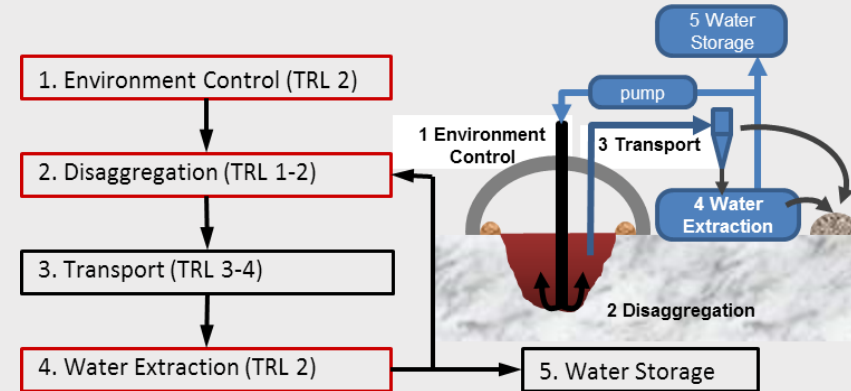 1. Environment Control (TRL 2)
2. Disaggregation (TRL 1-2)
3. Transport (TRL 3-4)
4. Water Extraction (TRL 2)
5. Water Storage
5 Water
Storage
pump
1 Environment
Control
3 Transport
4 Water
Extraction
2 Disaggregation